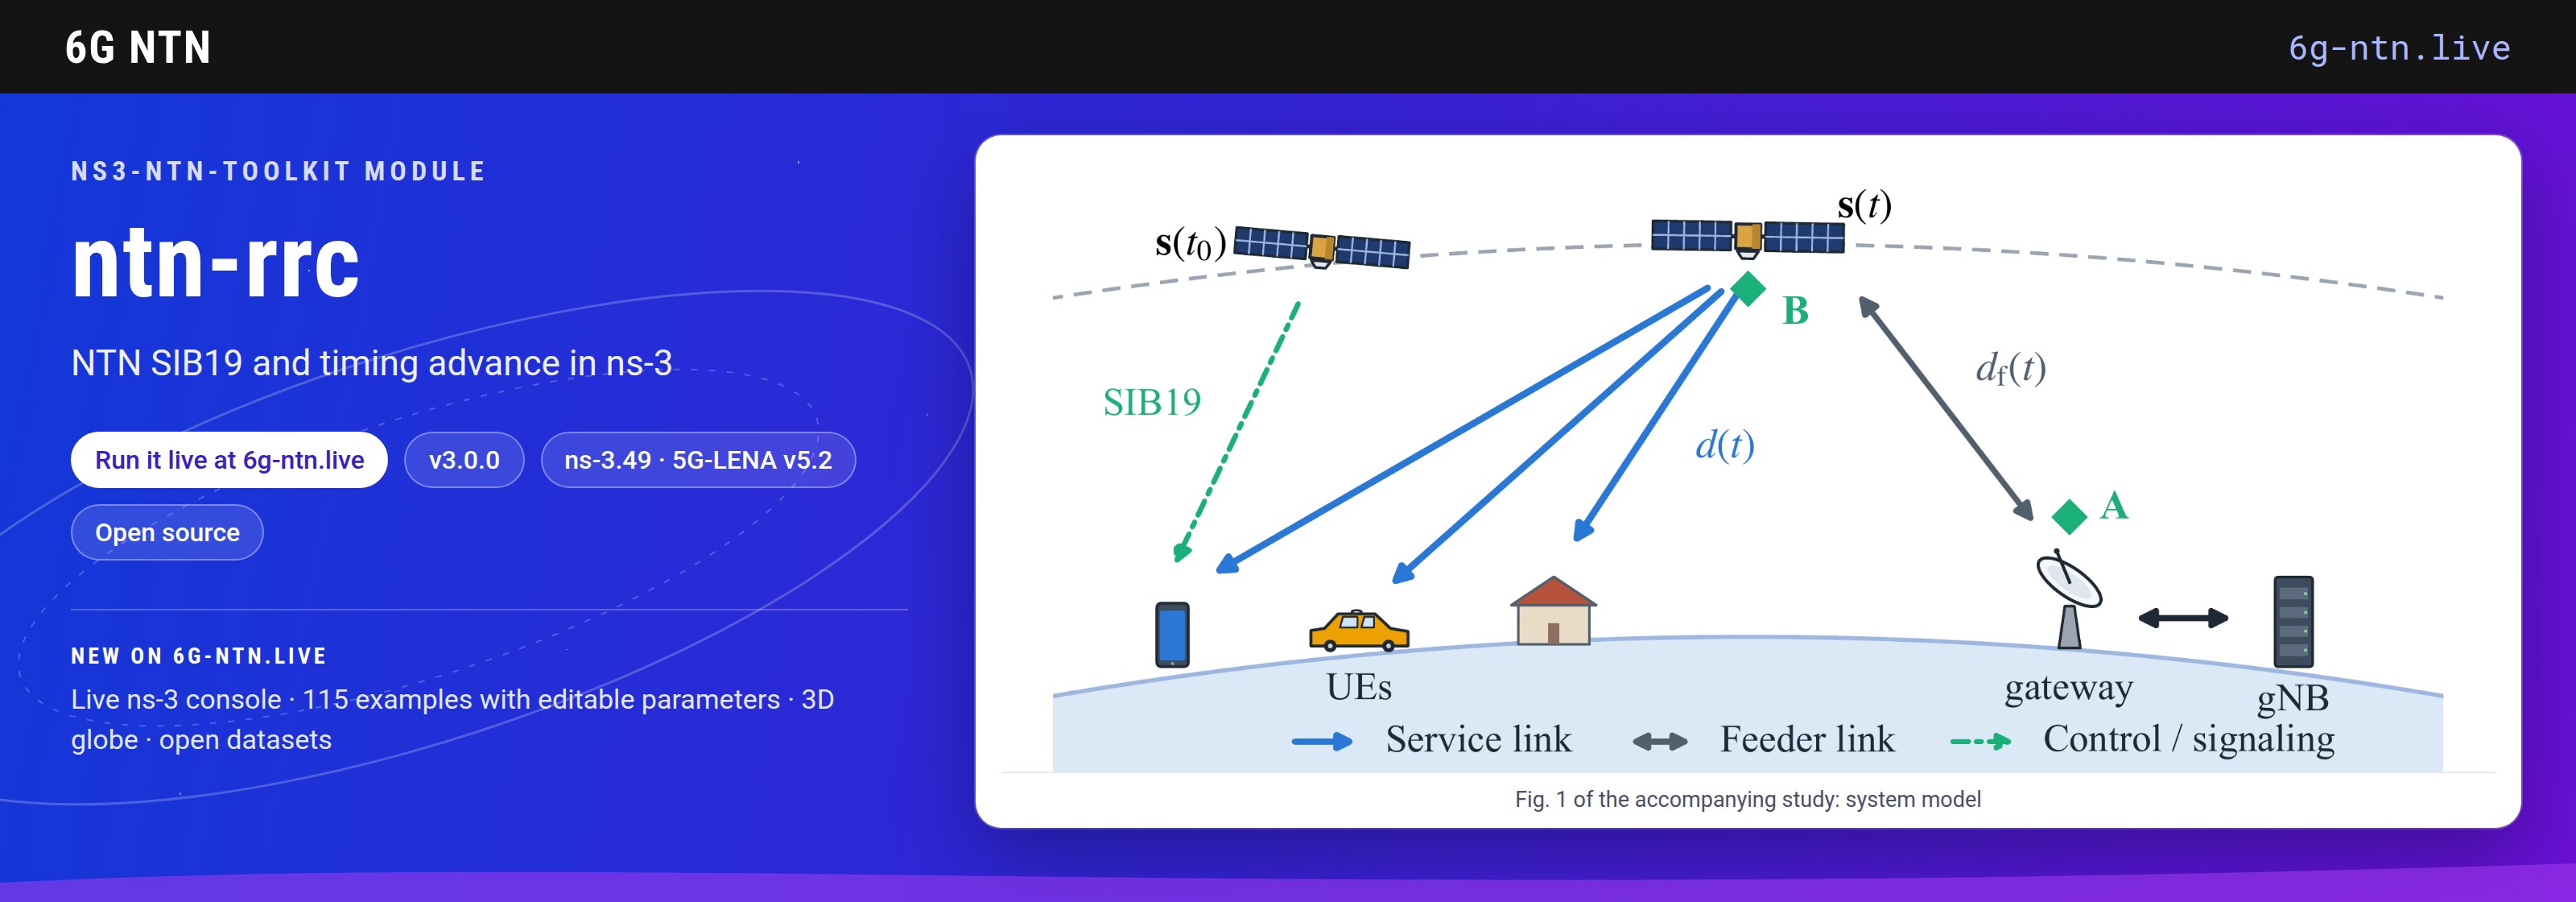 6G NTN
6g-ntn.live
NS3-NTN-TOOLKIT MODULE
ntn-rrc
NTN SIB19 and timing advance in ns-3
Run it live at 6g-ntn.live
v3.0.0
ns-3.49 · 5G-LENA v5.2
Open source
NEW ON 6G-NTN.LIVE
Live ns-3 console · 115 examples with editable parameters · 3D
globe · open datasets
s(t₀)
s(t)
B
SIB19
d(t)
d_f(t)
A
UEs
gateway
gNB
Service link
Feeder link
Control / signaling
Fig. 1 of the accompanying study: system model